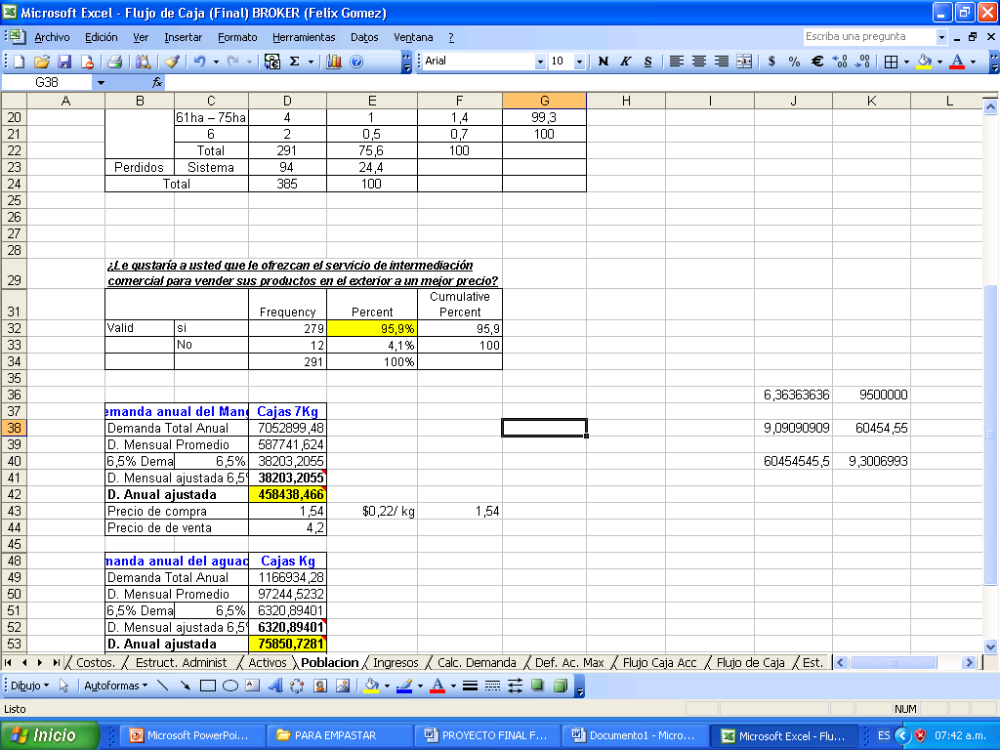 Microsoft Excel - Flujo de Caja (Final) BROKER (Felix Gomez)
Archivo Edición Ver Insertar Formato Herramientas Datos Ventana ? Escriba una pregunta
Arial 10 N K S $ % €
G38 fx
A B C D E F G H I J K L
20 61ha – 75ha 4 1 1,4 99,3
21 6 2 0,5 0,7 100
22 Total 291 75,6 100
23 Perdidos Sistema 94 24,4
24 Total 385 100
25
26
27
28
¿Le gustaría a usted que le ofrezcan el servicio de intermediación
29 comercial para vender sus productos en el exterior a un mejor precio?
Cumulative
31 Frequency Percent Percent
32 Valid si 279 95,9% 95,9
33 No 12 4,1% 100
34 291 100%
35
36 6,36363636 9500000
37 emanda anual del Mang Cajas 7Kg
38 Demanda Total Anual 7052899,48 9,09090909 60454,55
39 D. Mensual Promedio 587741,624
40 6,5% Dema 6,5% 38203,2055 60454545,5 9,3006993
41 D. Mensual ajustada 6,5% 38203,2055
42 D. Anual ajustada 458438,466
43 Precio de compra 1,54 $0,22/ kg 1,54
44 Precio de de venta 4,2
45
48 manda anual del aguac Cajas Kg
49 Demanda Total Anual 1166934,28
50 D. Mensual Promedio 97244,5232
51 6,5% Dema 6,5% 6320,89401
52 D. Mensual ajustada 6,5% 6320,89401
53 D. Anual ajustada 75850,7281
Costos. Estruct. Administ Activos Poblacion Ingresos Calc. Demanda Def. Ac. Max Flujo Caja Acc Flujo de Caja Est.
Dibujo Autoformas
Listo NUM
Inicio Microsoft PowerPoi... PARA EMPASTAR PROYECTO FINAL F... Documento1 - Micro... Microsoft Excel - Flu... ES 07:42 a.m.